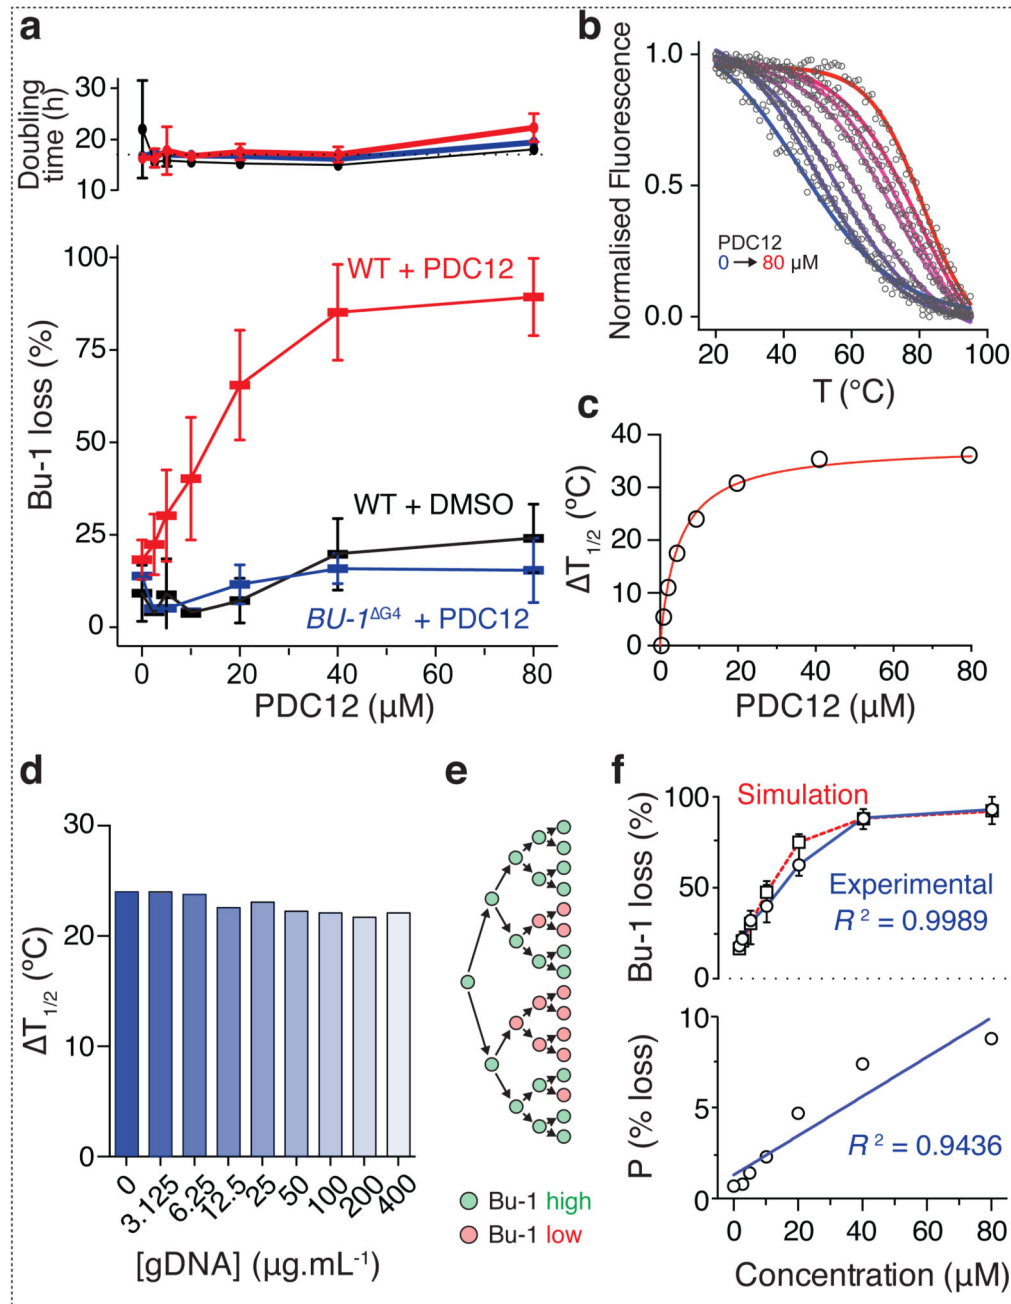 a
Doubling
time (h)
30
20
10
Bu-1 loss (%)
100
75
50
25
0
WT + PDC12
WT + DMSO
BU-1ΔG4 + PDC12
0 20 40 60 80
PDC12 (µM)
b
Normalised Fluorescence
1.0
0.5
0.0
PDC12
0 → 80 µM
20 40 60 80 100
T (°C)
c
ΔT1/2 (ºC)
40
30
20
10
0
0 20 40 60 80
PDC12 (µM)
d
ΔT1/2 (ºC)
30
20
10
0
0 3.125 6.25 12.5 25 50 100 200 400
[gDNA] (µg.mL-1)
e
Bu-1 high
Bu-1 low
f
Bu-1 loss (%)
100
50
0
Simulation
Experimental
R2 = 0.9989
P (% loss)
10
5
0
R2 = 0.9436
0 20 40 60 80
Concentration (µM)